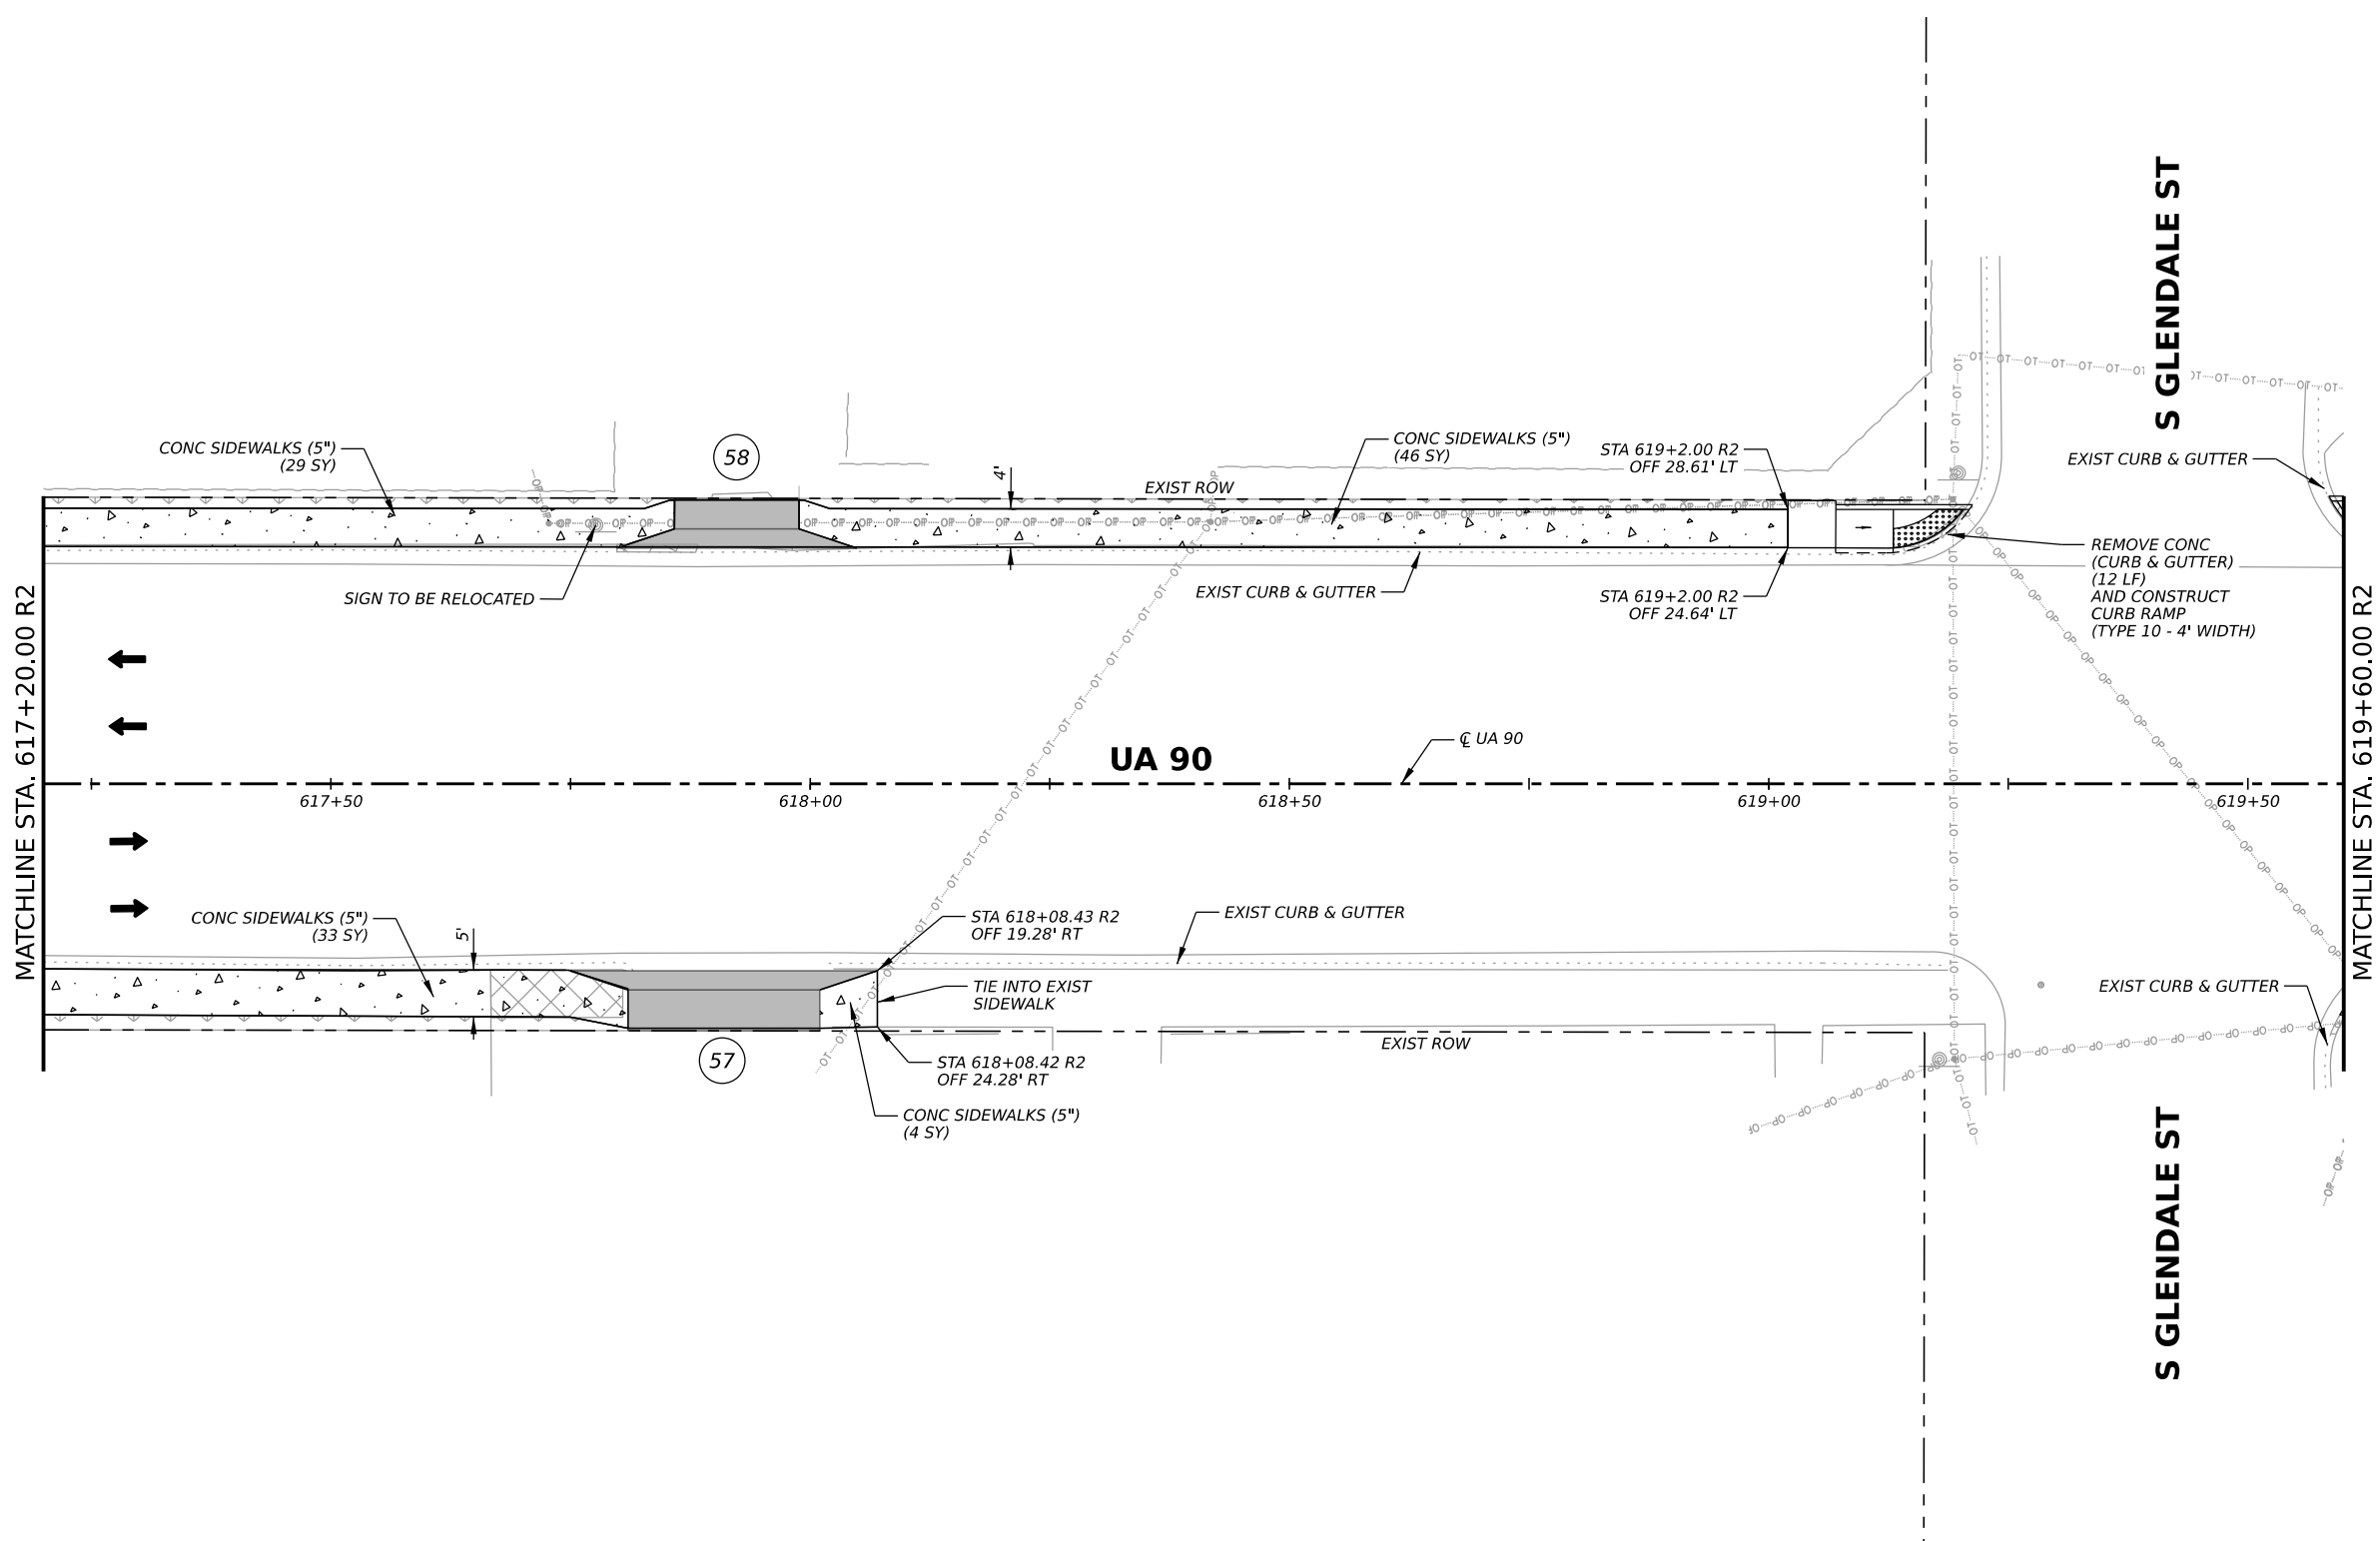 S GLENDALE ST
CONC SIDEWALKS (5")
(29 SY)
58
4'
CONC SIDEWALKS (5")
(46 SY)
STA 619+2.00 R2
OFF 28.61' LT
EXIST CURB & GUTTER
EXIST ROW
SIGN TO BE RELOCATED
EXIST CURB & GUTTER
STA 619+2.00 R2
OFF 24.64' LT
REMOVE CONC
(CURB & GUTTER)
(12 LF)
AND CONSTRUCT
CURB RAMP
(TYPE 10 - 4' WIDTH)
MATCHLINE STA. 617+20.00 R2
MATCHLINE STA. 619+60.00 R2
UA 90
℄ UA 90
617+50
618+00
618+50
619+00
619+50
CONC SIDEWALKS (5")
(33 SY)
5'
STA 618+08.43 R2
OFF 19.28' RT
EXIST CURB & GUTTER
TIE INTO EXIST
SIDEWALK
EXIST CURB & GUTTER
57
EXIST ROW
STA 618+08.42 R2
OFF 24.28' RT
CONC SIDEWALKS (5")
(4 SY)
S GLENDALE ST